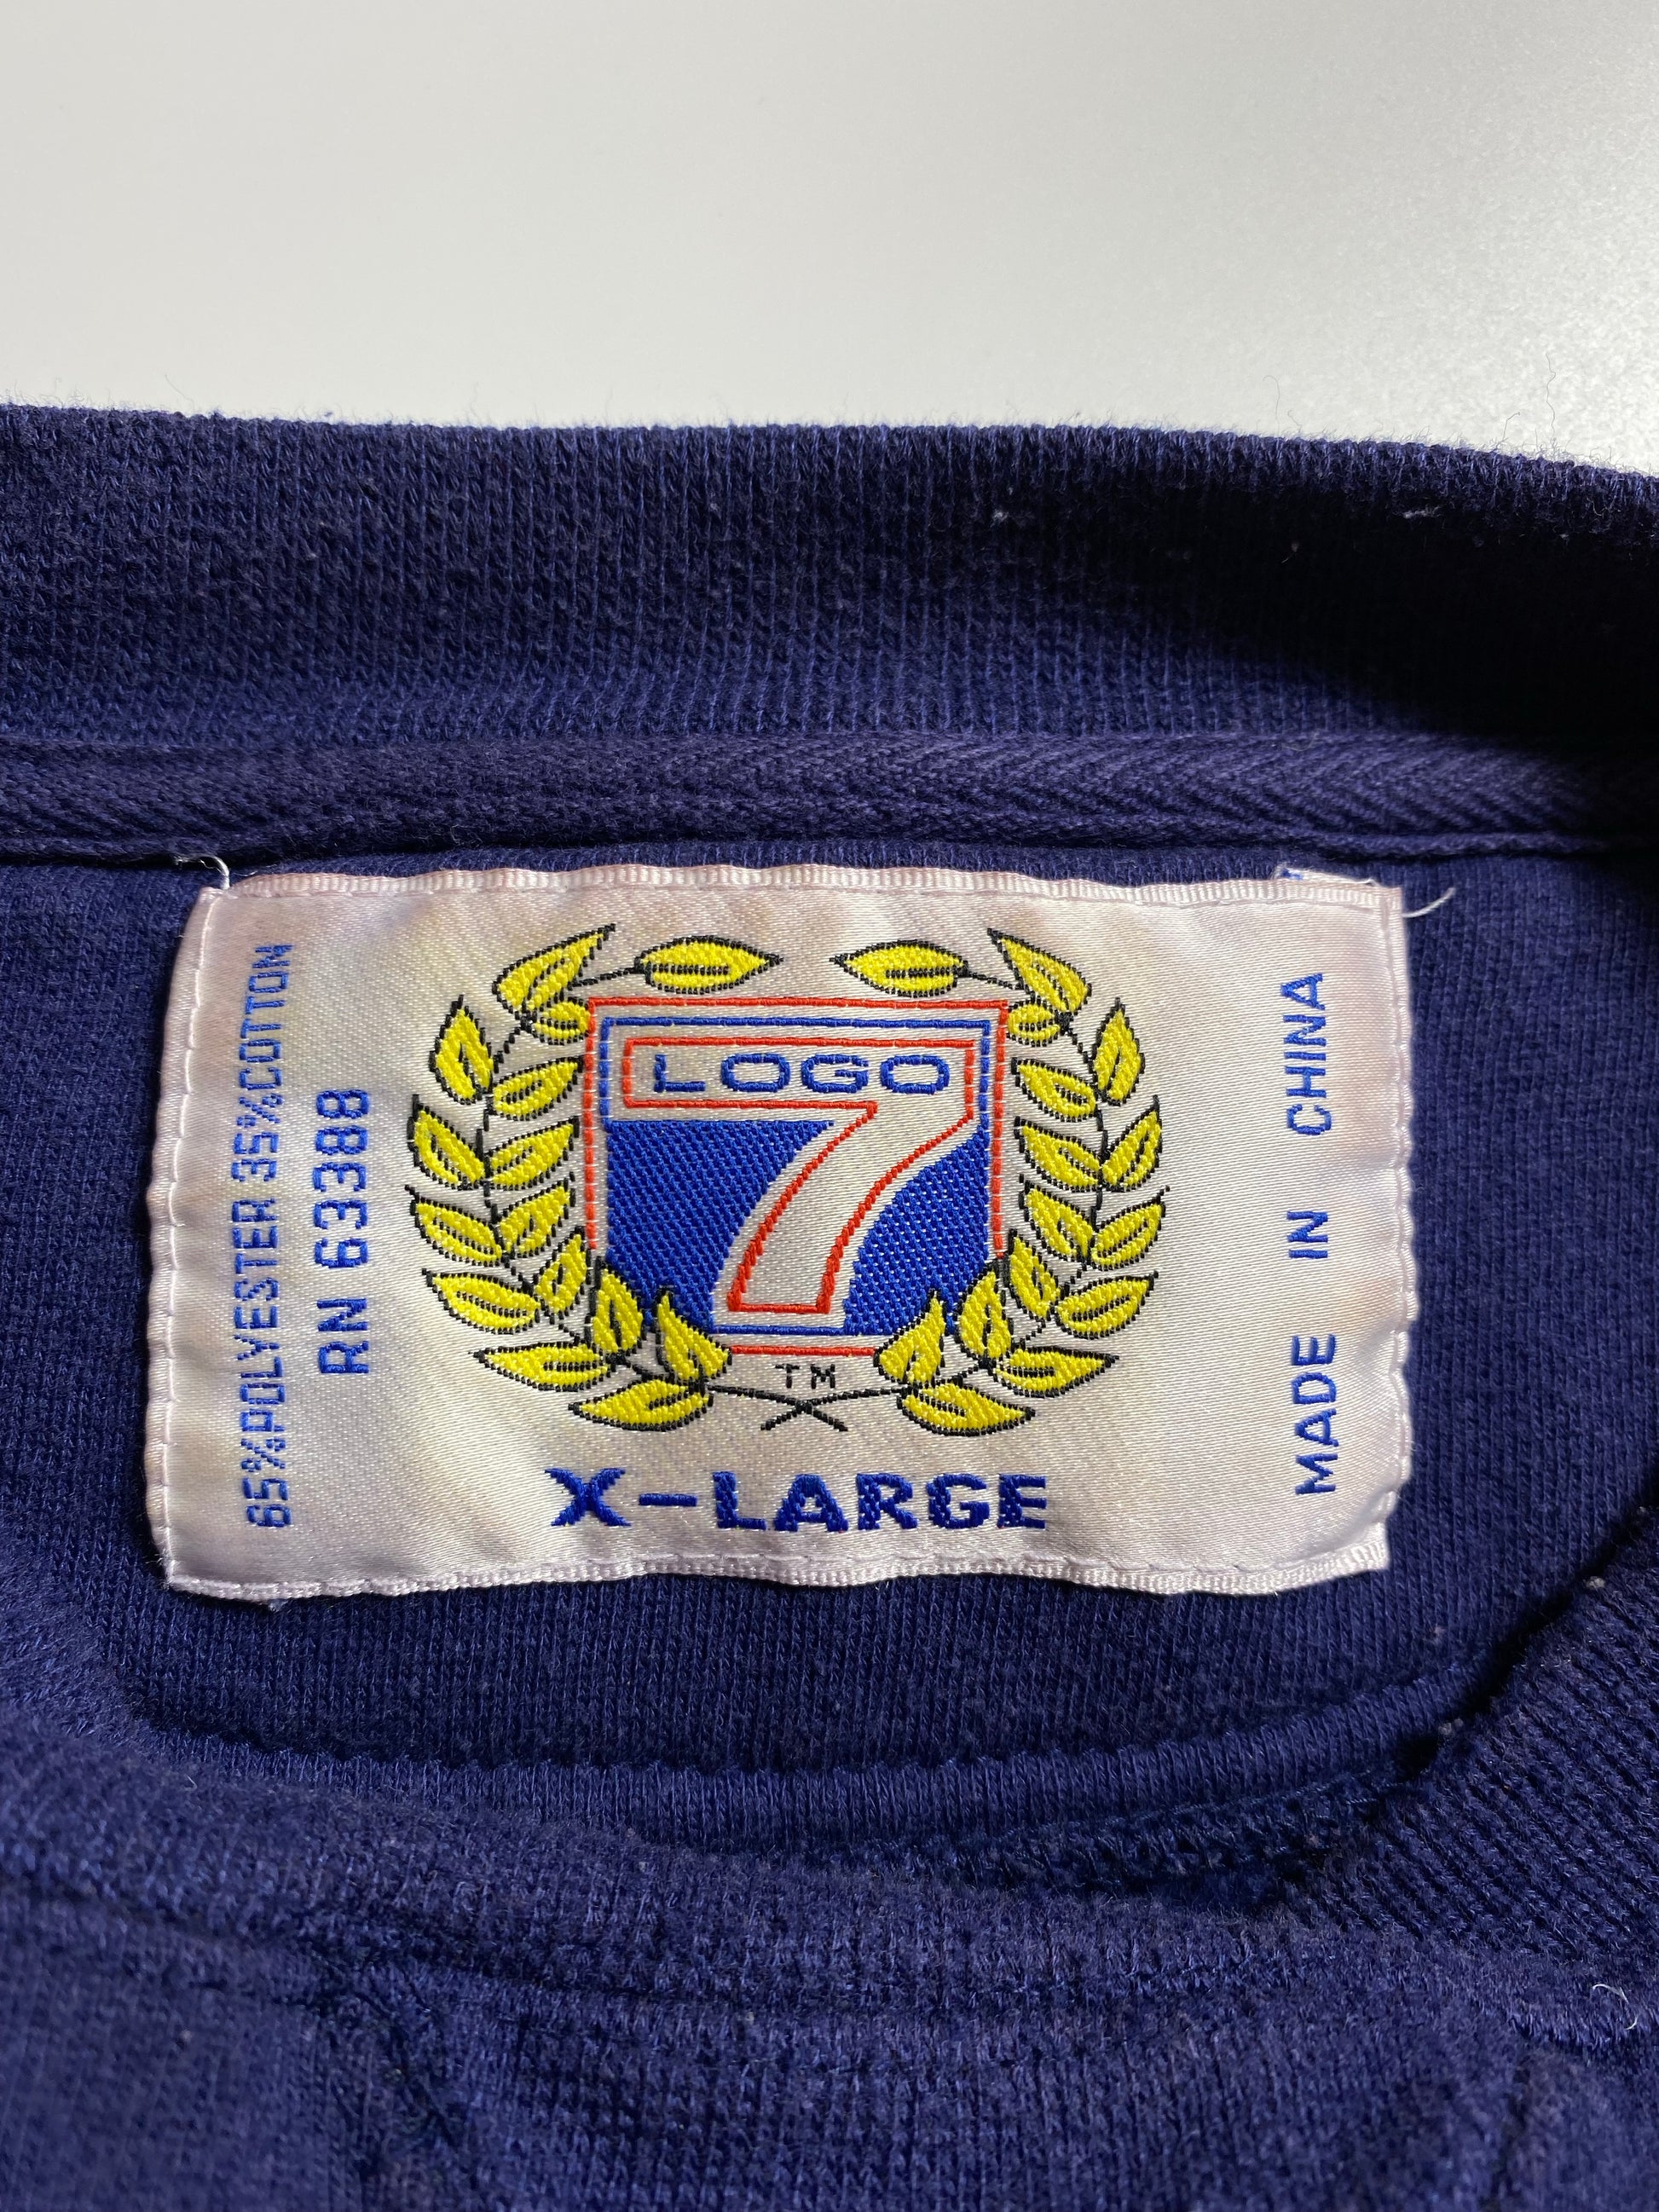 65%POLYESTER 35%COTTON
RN 63388
LOGO
7
TM
X-LARGE
MADE IN CHINA